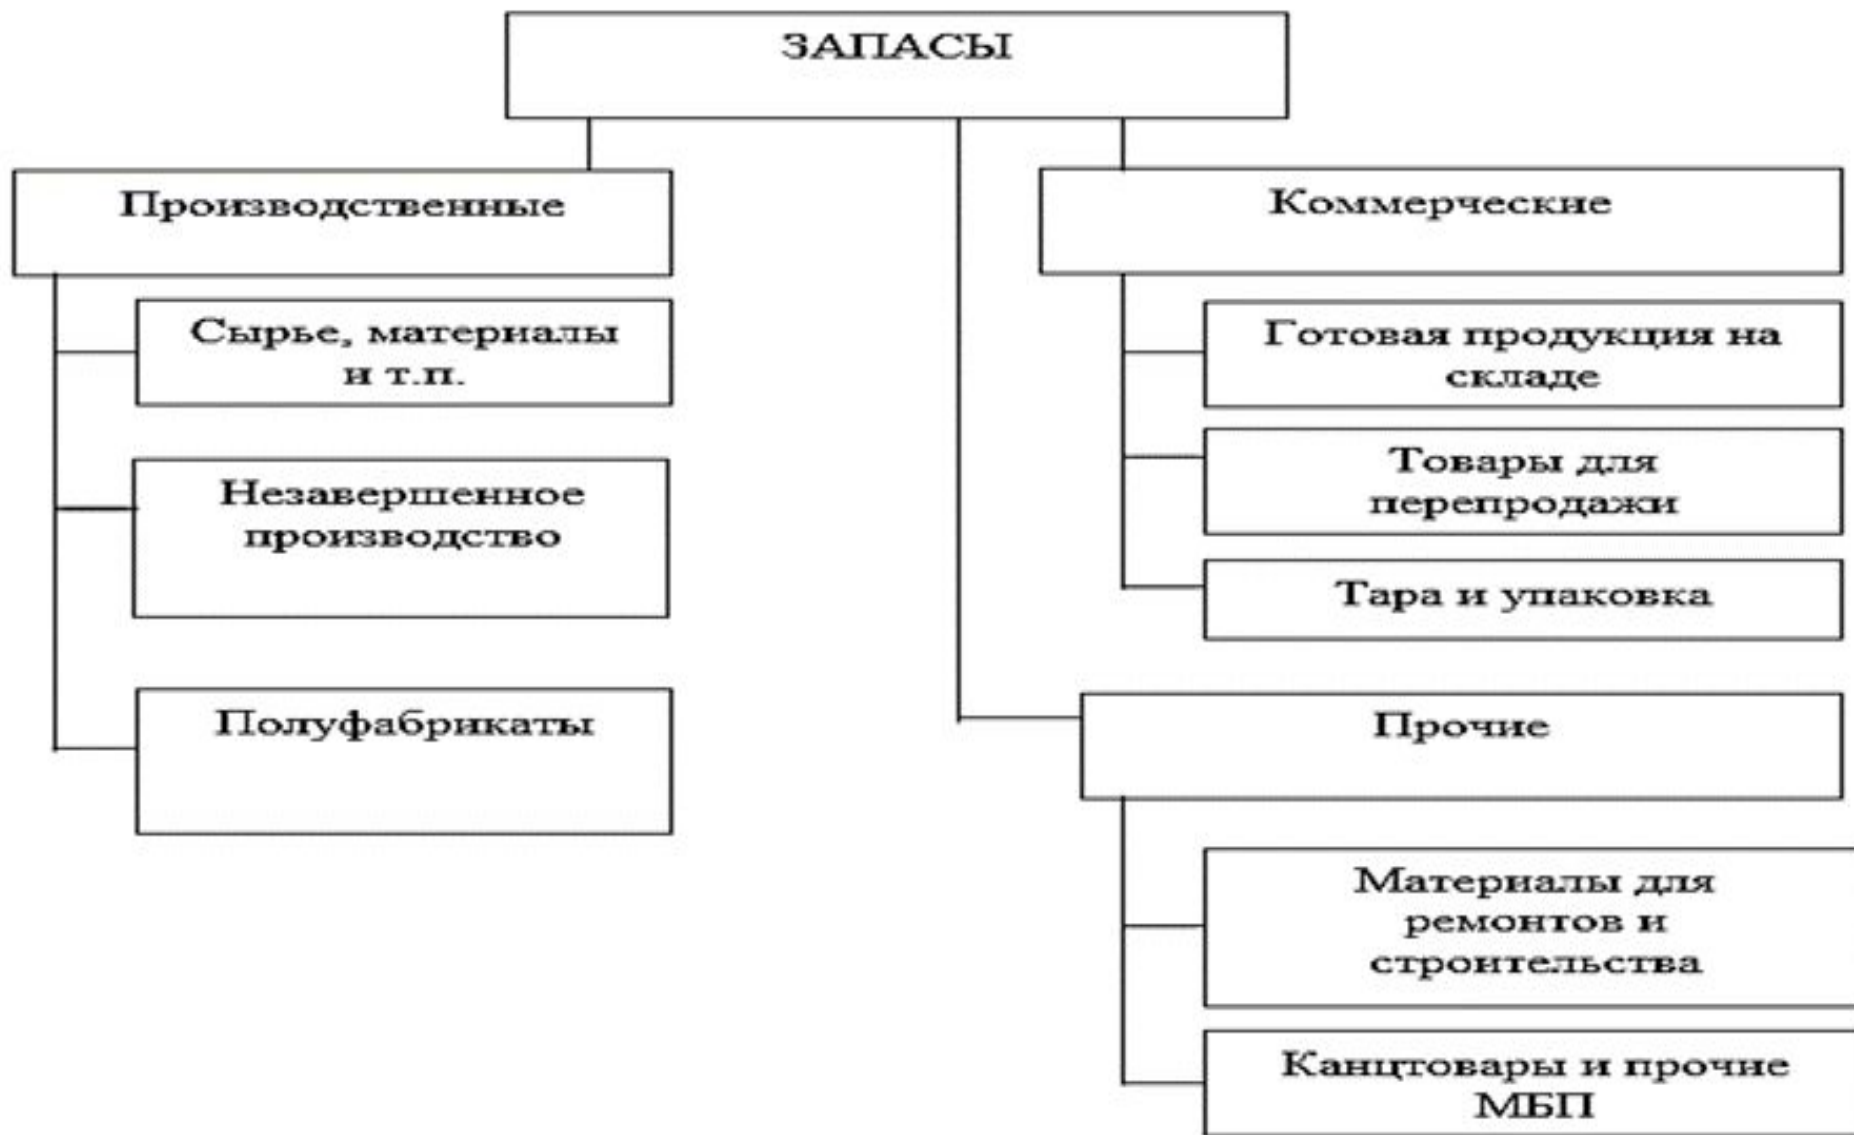 ЗАПАСЫ
Производственные
Сырье, материалы
и т.п.
Незавершенное
производство
Полуфабрикаты
Коммерческие
Готовая продукция на
складе
Товары для
перепродажи
Тара и упаковка
Прочие
Материалы для
ремонтов и
строительства
Канцтовары и прочие
МБП